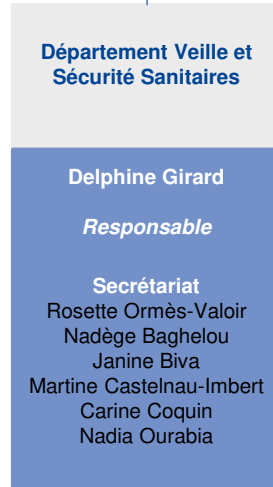 Département Veille et
Sécurité Sanitaires
Delphine Girard
Responsable
Secrétariat
Rosette Ormès-Valoir
Nadège Baghelou
Janine Biva
Martine Castelnau-Imbert
Carine Coquin
Nadia Ourabia